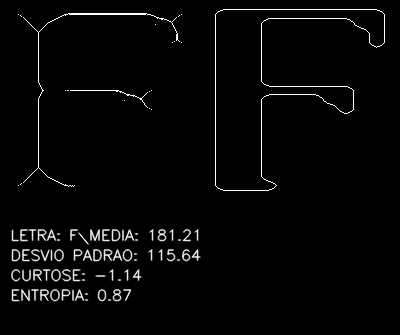 F F
LETRA: F\MEDIA: 181.21
DESVIO PADRAO: 115.64
CURTOSE: -1.14
ENTROPIA: 0.87